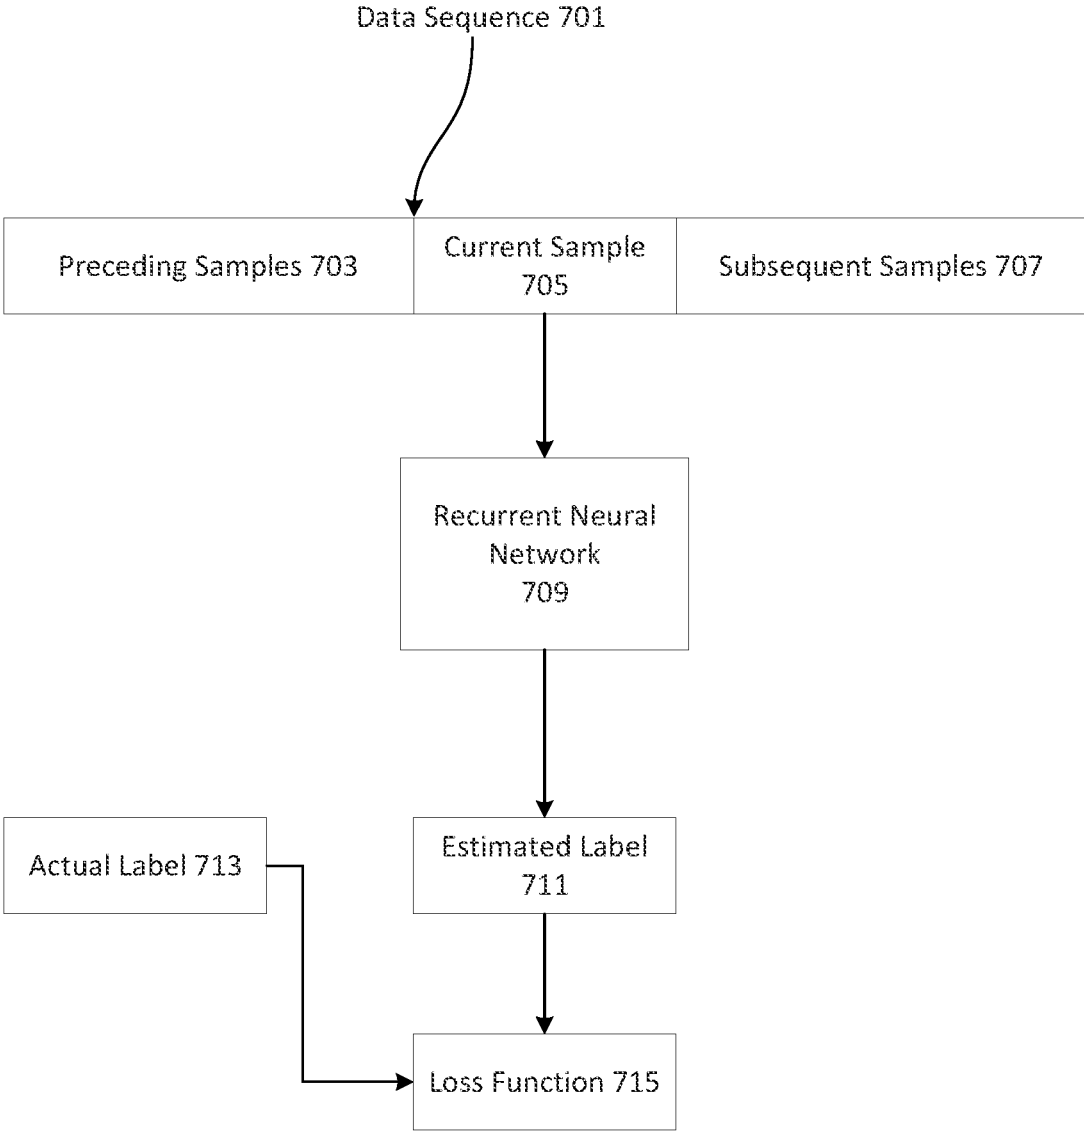 Data Sequence 701
Preceding Samples 703
Current Sample
705
Subsequent Samples 707
Recurrent Neural
Network
709
Actual Label 713
Estimated Label
711
Loss Function 715